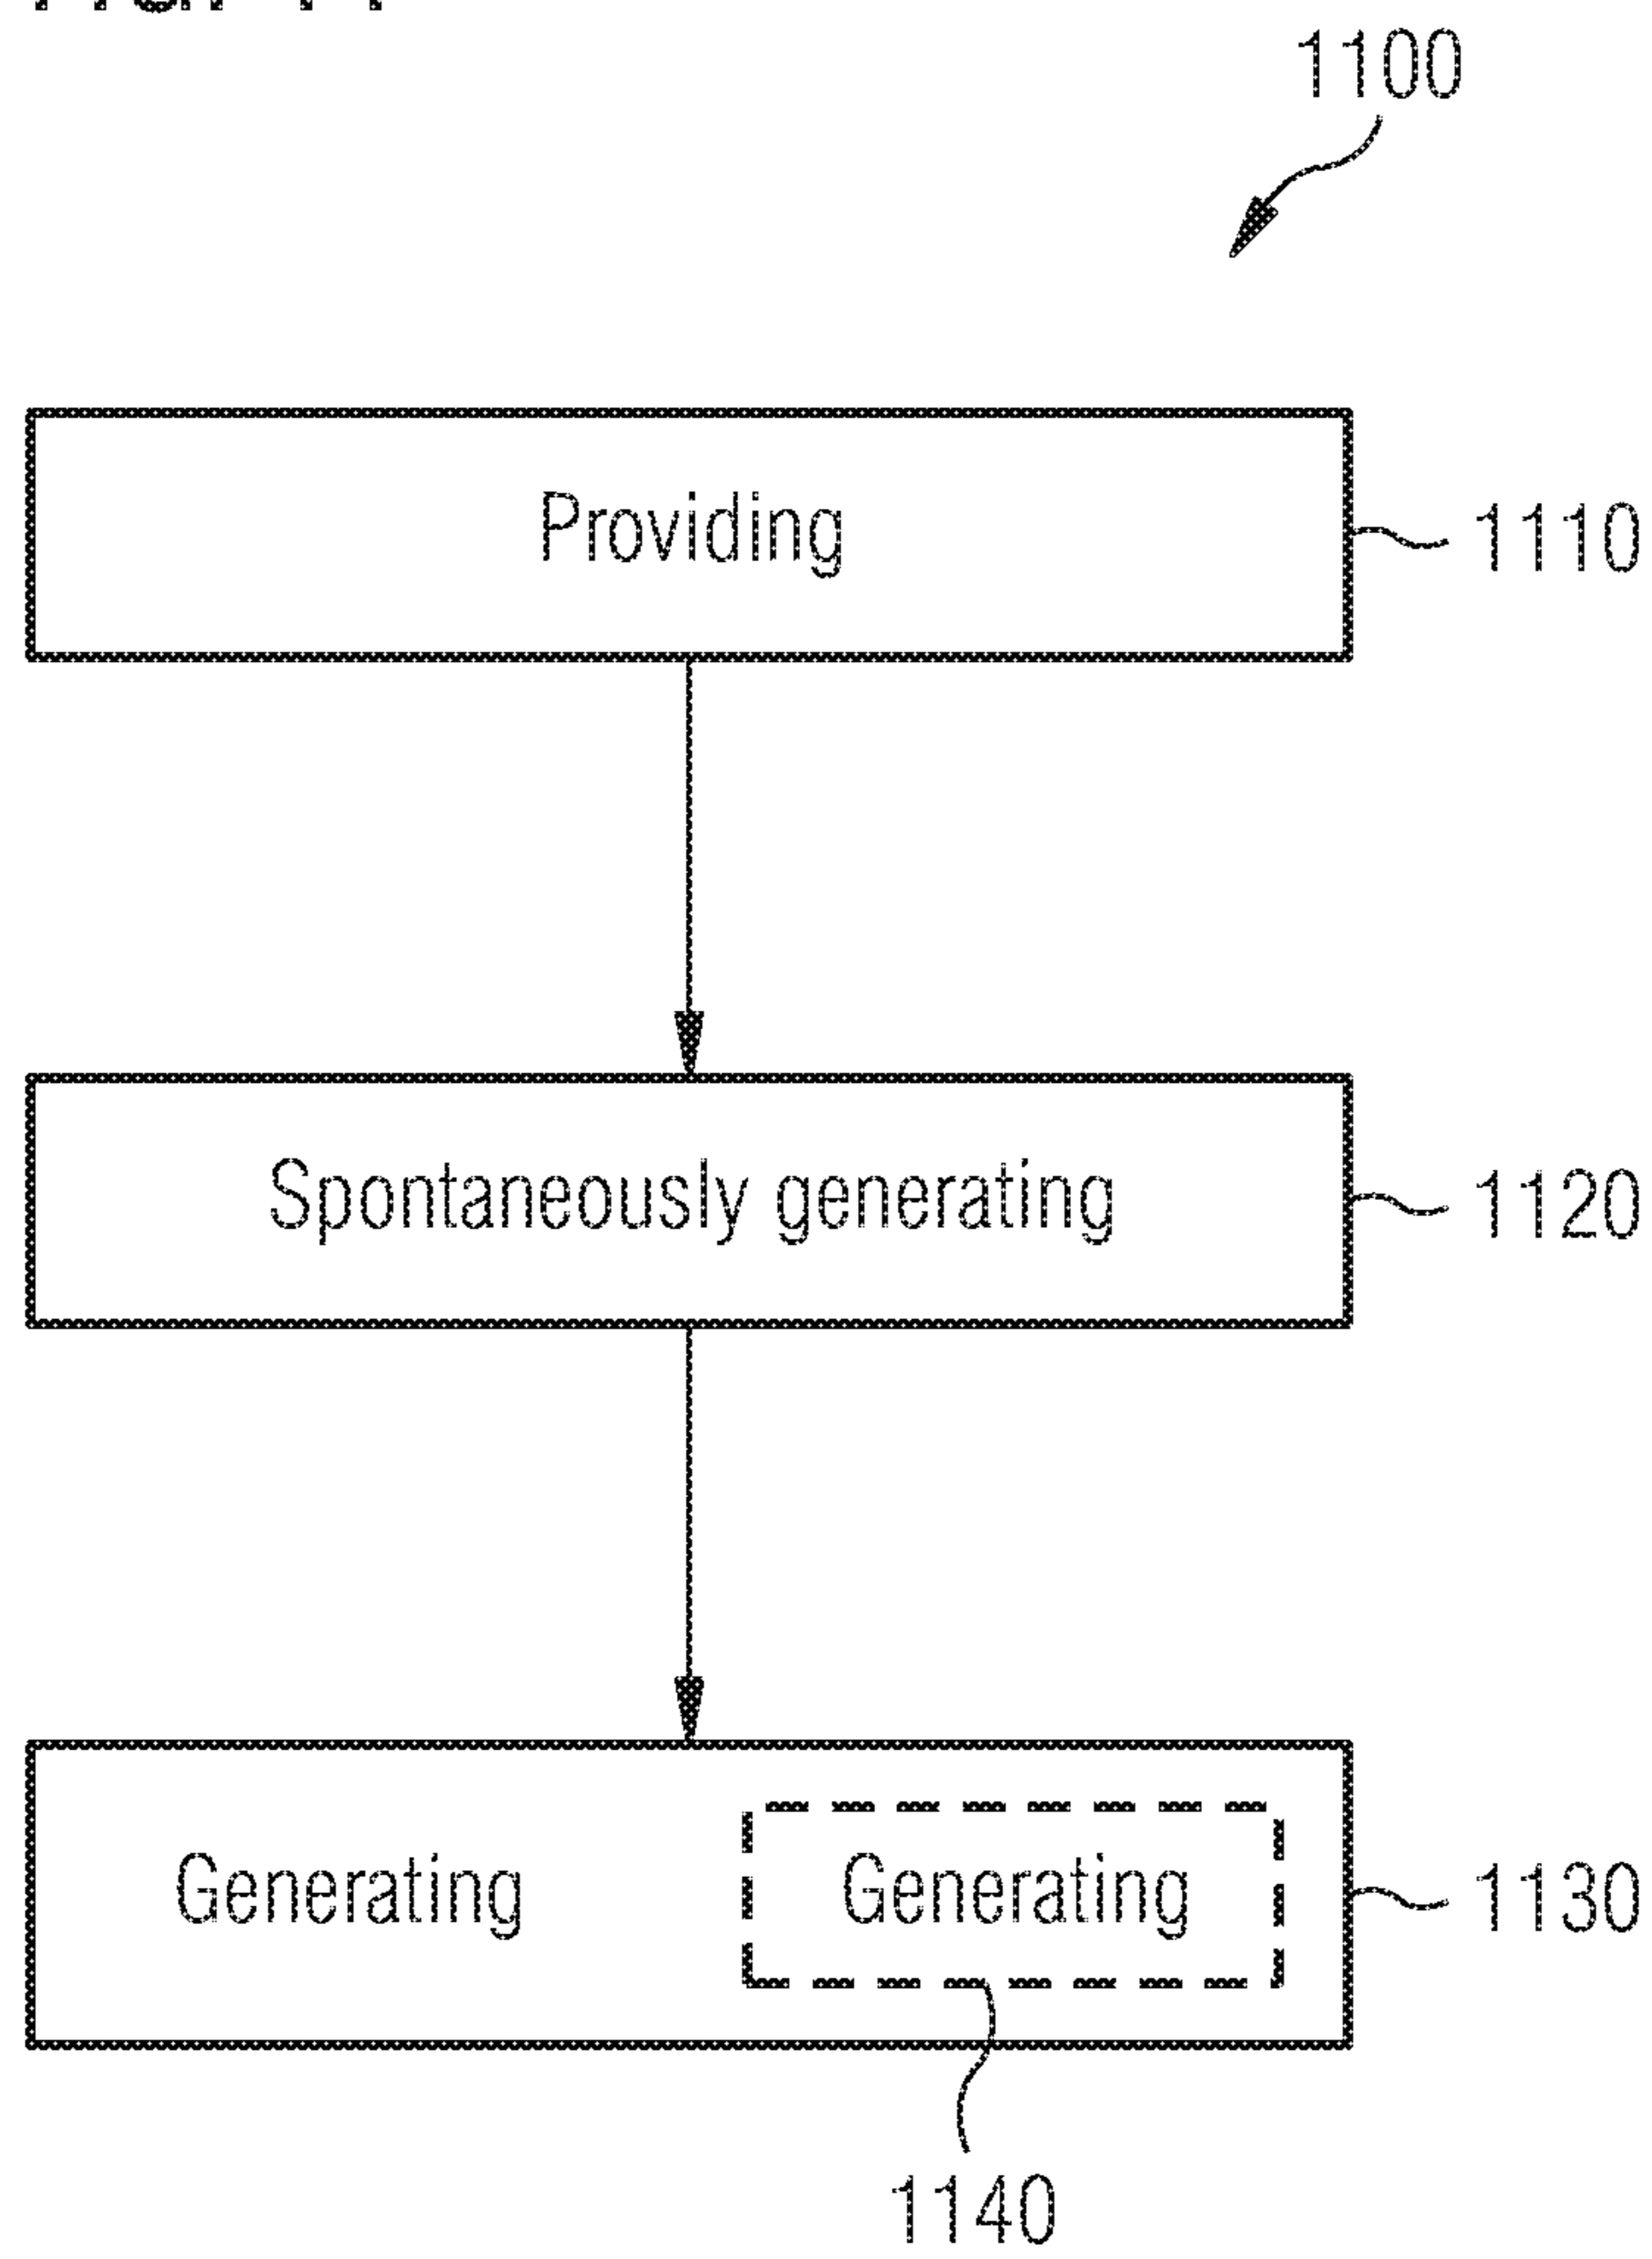 1100
Providing
1110
Spontaneously generating
1120
Generating
Generating
1130
1140